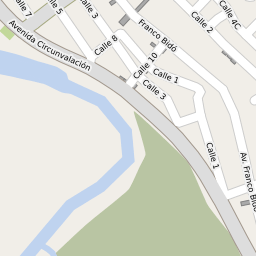 Calle 7
Calle 5
Calle 3
Calle 8
Franco Bidó
Calle 2
Calle AC
Avenida Circunvalación
Calle 10
Calle 1
Calle 3
Calle 1
Av. Franco Bidó